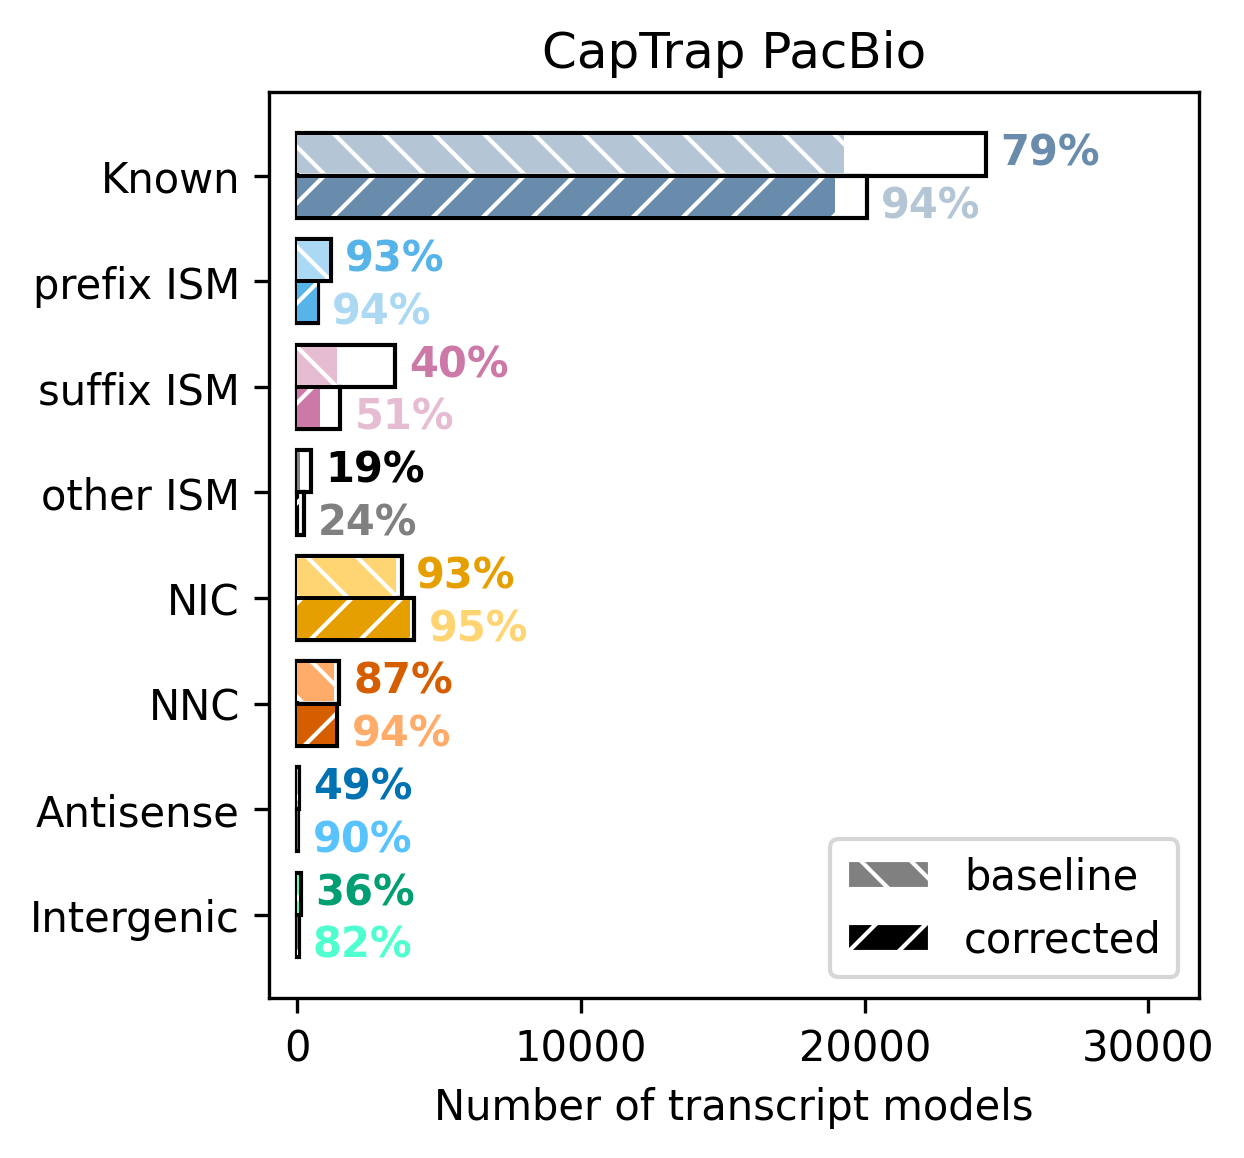 CapTrap PacBio
Known
79%
94%
prefix ISM
93%
94%
suffix ISM
40%
51%
other ISM
19%
24%
NIC
93%
95%
NNC
87%
94%
Antisense
49%
90%
Intergenic
36%
82%
baseline
corrected
0 10000 20000 30000
Number of transcript models